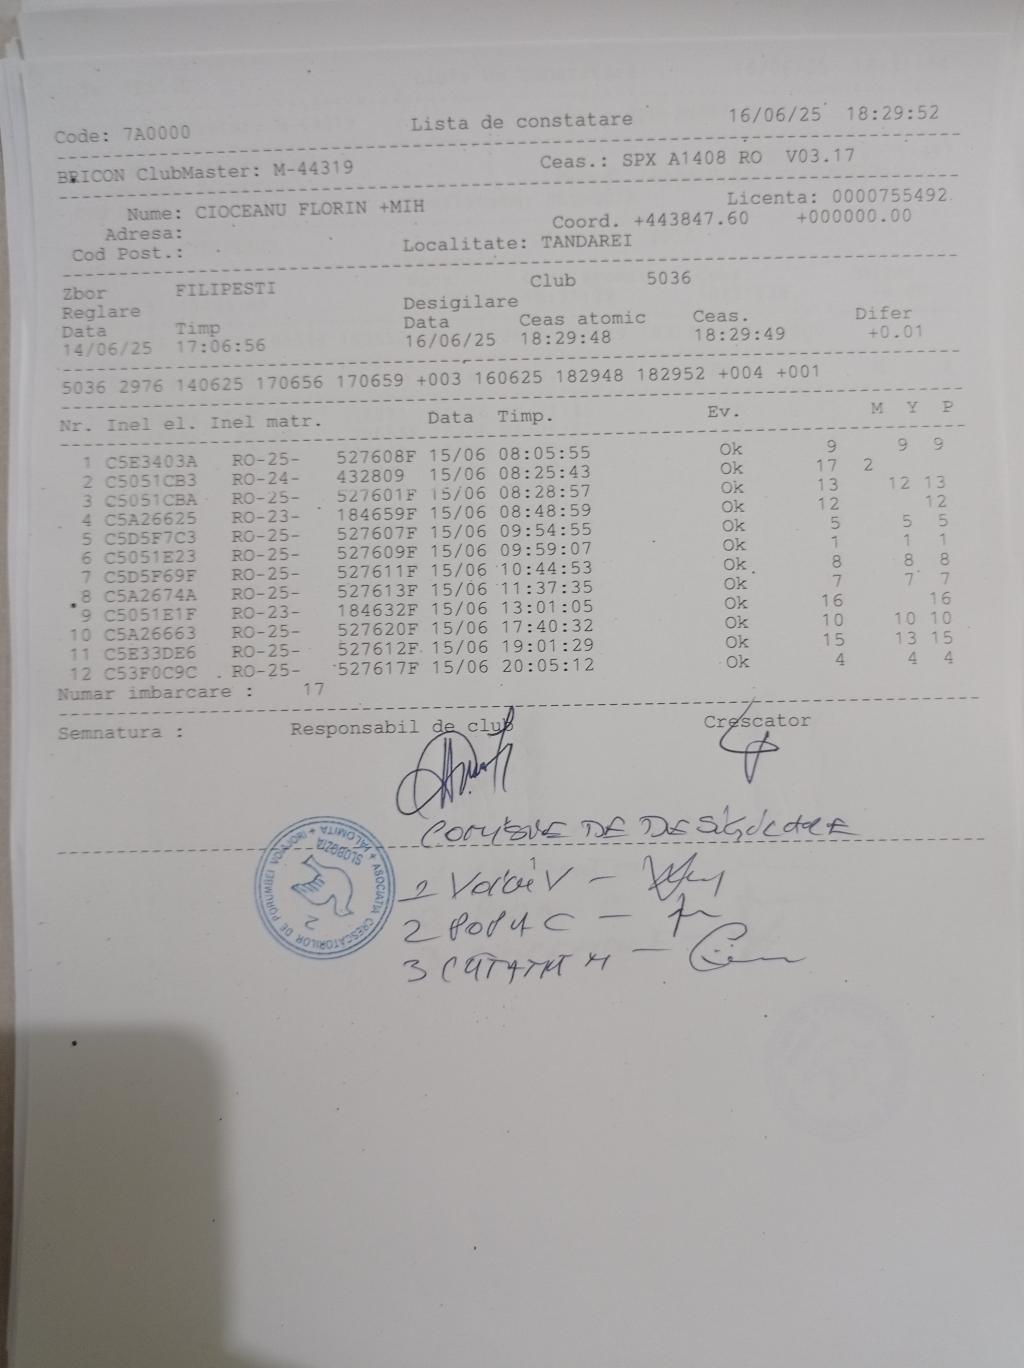 Code: 7A0000 Lista de constatare 16/06/25 18:29:52
BRICON ClubMaster: M-44319 Ceas.: SPX A1408 RO V03.17
Nume: CIOCEANU FLORIN +MIH Licenta: 0000755492
Adresa: Coord. +443847.60 +000000.00
Cod Post.: Localitate: TANDAREI
Zbor FILIPESTI Club 5036
Reglare Desigilare
Data Timp Data Ceas atomic Ceas. Difer
14/06/25 17:06:56 16/06/25 18:29:48 18:29:49 +0.01
5036 2976 140625 170656 170659 +003 160625 182948 182952 +004 +001
Nr. Inel el. Inel matr. Data Timp. Ev. M Y P
1 C5E3403A RO-25- 527608F 15/06 08:05:55 Ok 9 9 9
2 C5051CB3 RO-24- 432809 15/06 08:25:43 Ok 17 2
3 C5051CBA RO-25- 527601F 15/06 08:28:57 Ok 13 12 13
4 C5A26625 RO-23- 184659F 15/06 08:48:59 Ok 12 12
5 C5D5F7C3 RO-25- 527607F 15/06 09:54:55 Ok 5 5 5
6 C5051E23 RO-25- 527609F 15/06 09:59:07 Ok 1 1 1
7 C5D5F69F RO-25- 527611F 15/06 10:44:53 Ok 8 8 8
8 C5A2674A RO-25- 527613F 15/06 11:37:35 Ok 7 7 7
9 C5051E1F RO-23- 184632F 15/06 13:01:05 Ok 16 16
10 C5A26663 RO-25- 527620F 15/06 17:40:32 Ok 10 10 10
11 C5E33DE6 RO-25- 527612F 15/06 19:01:29 Ok 15 13 15
12 C53F0C9C RO-25- 527617F 15/06 20:05:12 Ok 4 4 4
Numar imbarcare : 17
Semnatura : Responsabil de club Crescator
DE DESIGILARE
ASOCIATIA CRESCATORILOR DE PORUMBEI VOIAJORI + IALOMITA +
SLOBOZIA
2
2 POPA C -